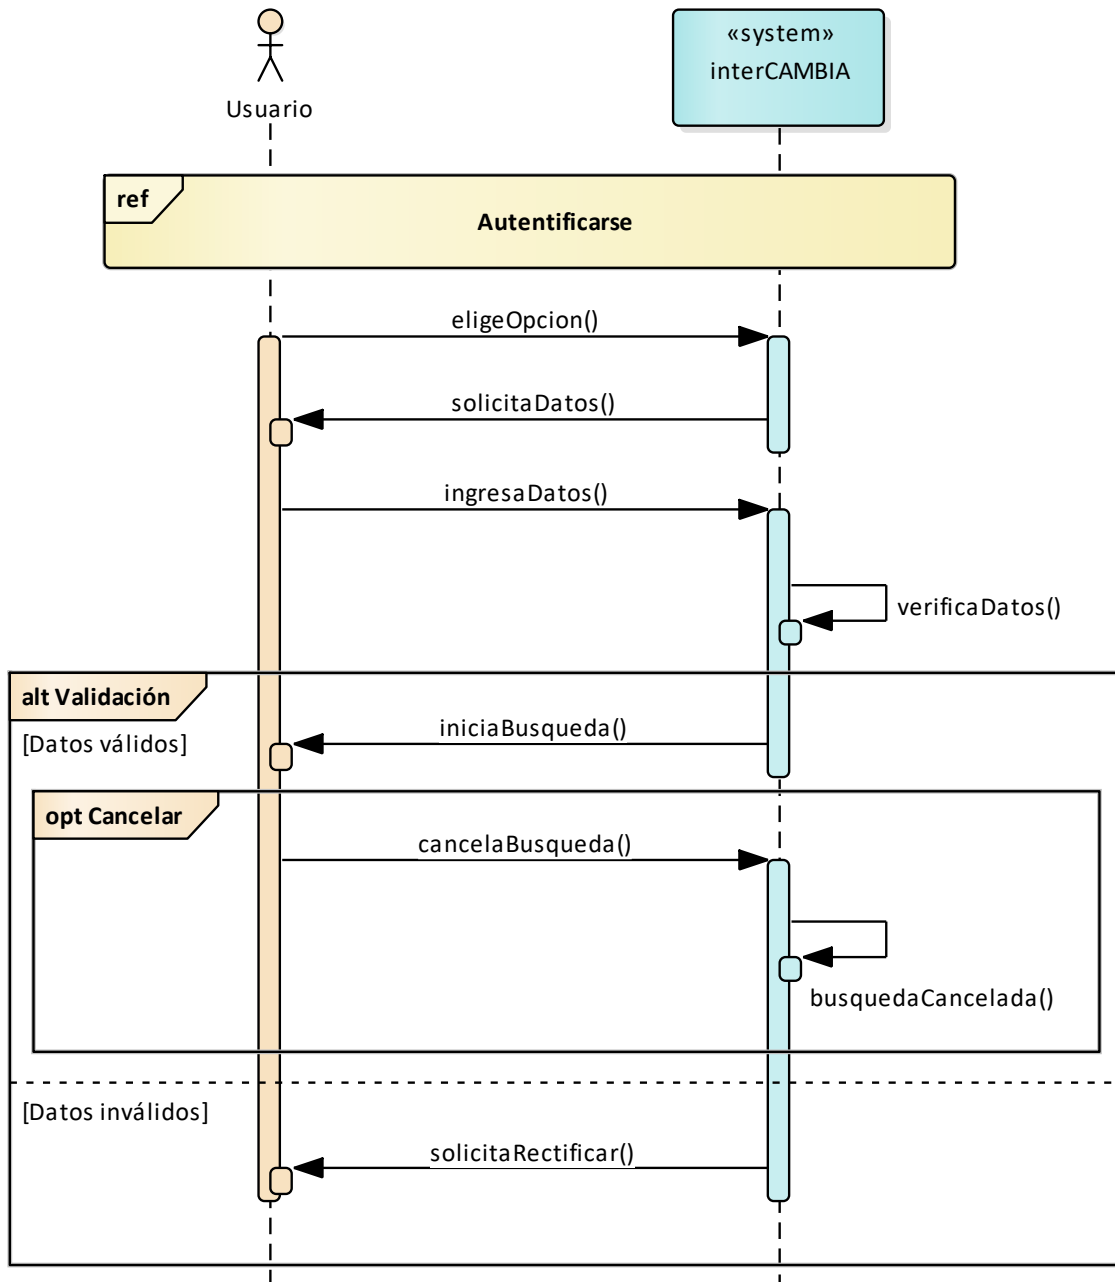 «system»
interCAMBIA
Usuario
ref
Autentificarse
eligeOpcion()
solicitaDatos()
ingresaDatos()
verificaDatos()
alt Validación
[Datos válidos]
iniciaBusqueda()
opt Cancelar
cancelaBusqueda()
busquedaCancelada()
[Datos inválidos]
solicitaRectificar()